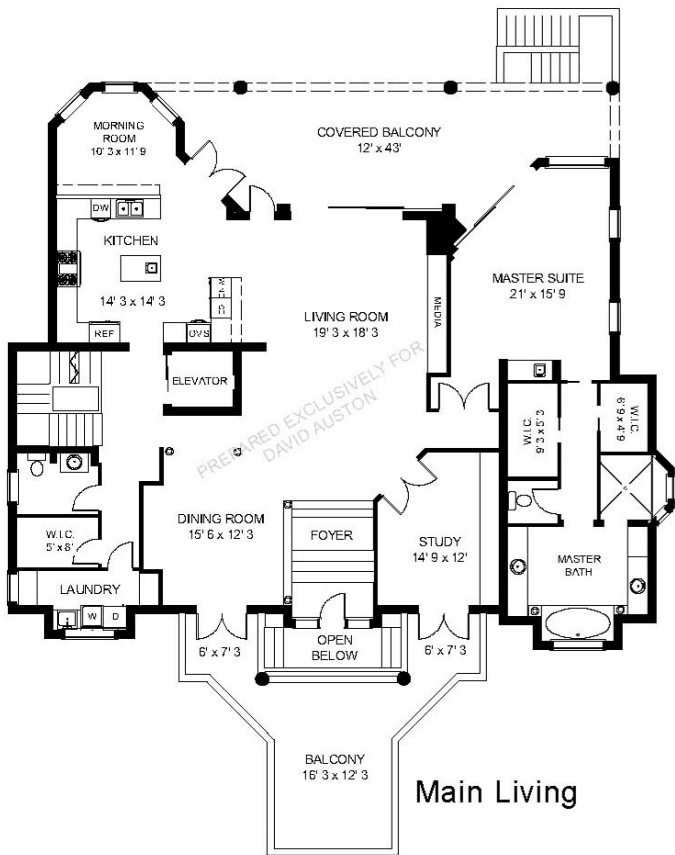 MORNING
ROOM
10' 3 x 11' 9
COVERED BALCONY
12' x 43'
DW
KITCHEN
14' 3 x 14' 3
REF
OVS
LIVING ROOM
19' 3 x 18' 3
MEDIA
MASTER SUITE
21' x 15' 9
ELEVATOR
PREPARED EXCLUSIVELY FOR
DAVID AUSTON
W.I.C.
9' 3 x 5' 3
W.I.C.
6' 9 x 4' 9
DINING ROOM
15' 6 x 12' 3
FOYER
STUDY
14' 9 x 12'
W.I.C.
5' x 8'
LAUNDRY
W
D
MASTER
BATH
6' x 7' 3
OPEN
BELOW
6' x 7' 3
BALCONY
16' 3 x 12' 3
Main Living